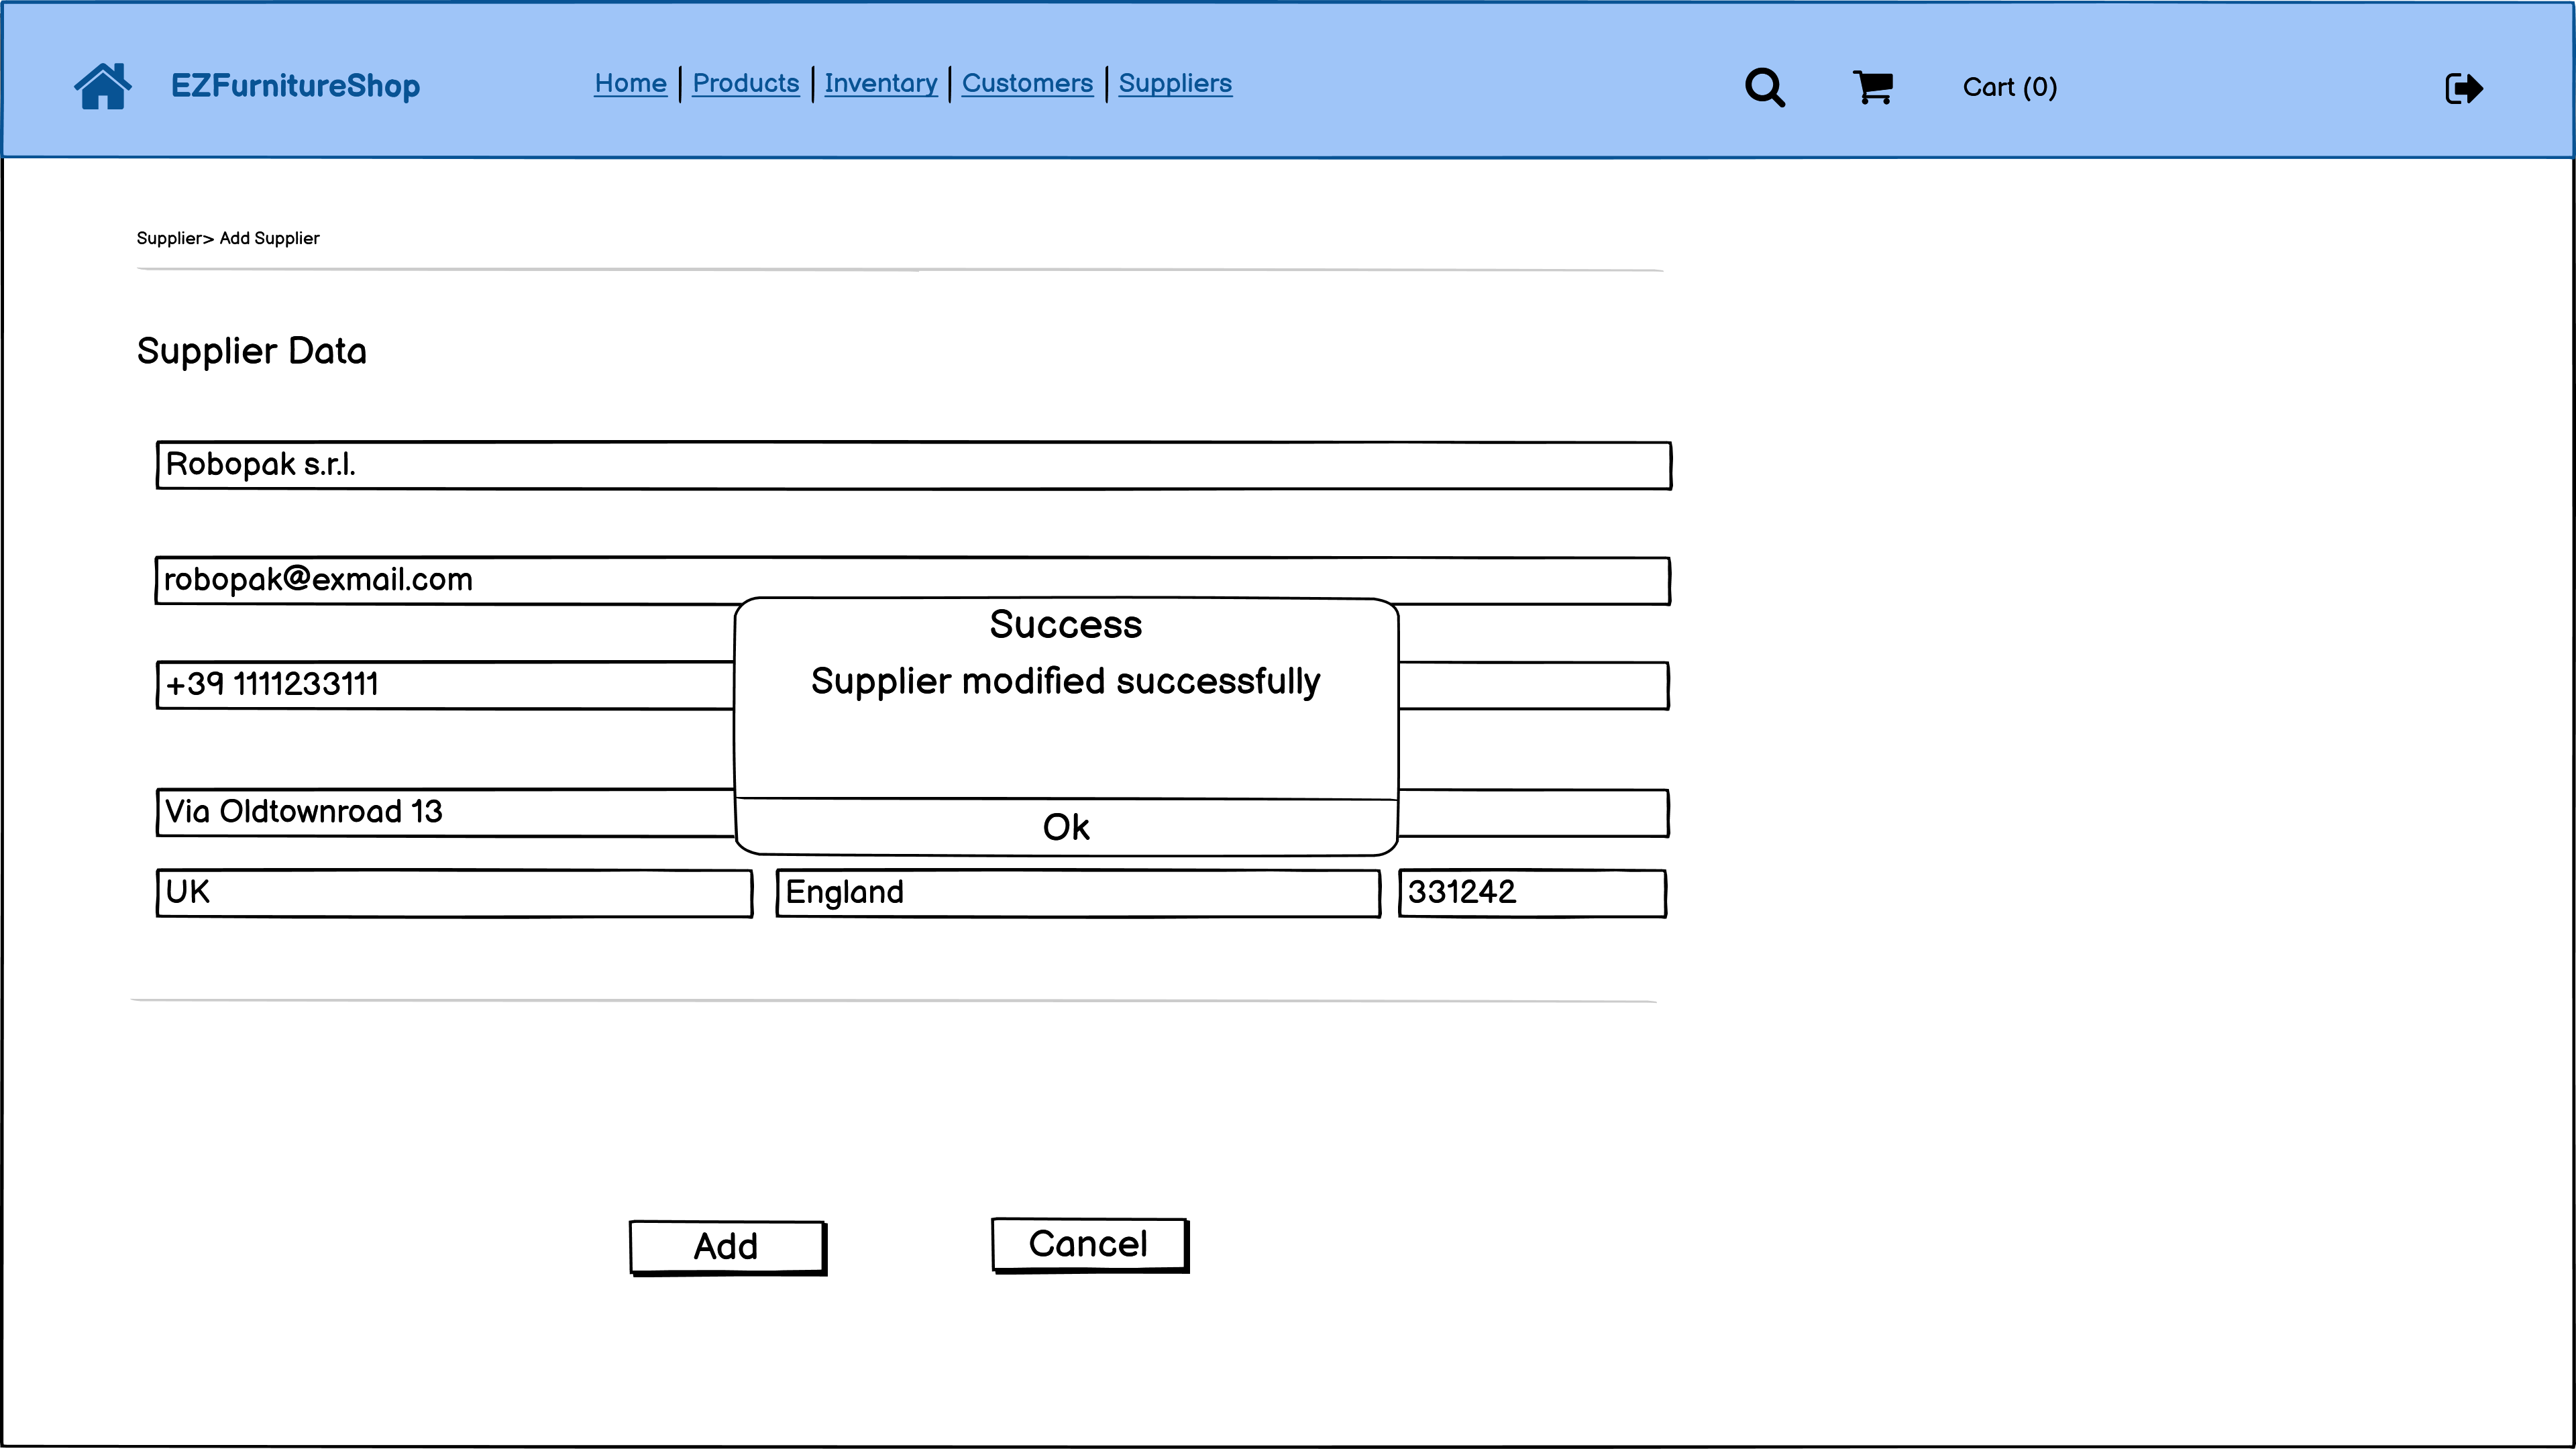 EZFurnitureShop
Home | Products | Inventary | Customers | Suppliers
Cart (0)
Supplier> Add Supplier
Supplier Data
Robopak s.r.l.
robopak@exmail.com
Success
Supplier modified successfully
+39 1111233111
Via Oldtownroad 13
Ok
UK
England
331242
Add
Cancel